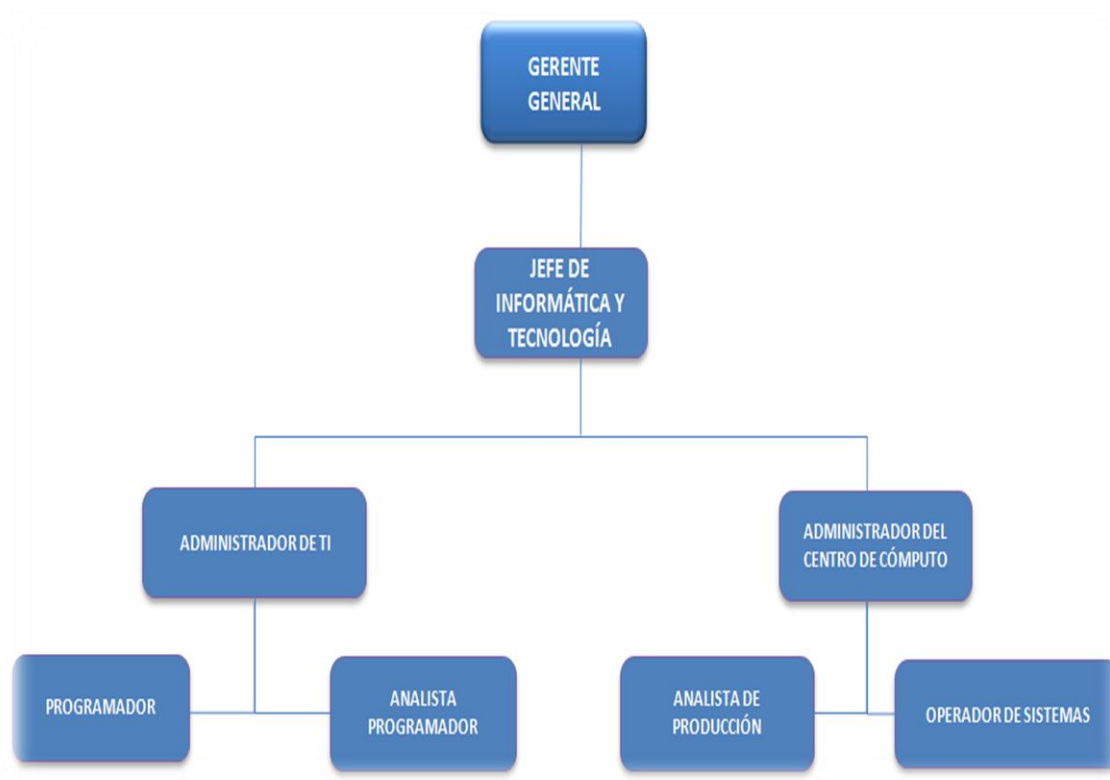 GERENTE
GENERAL
JEFE DE
INFORMÁTICA Y
TECNOLOGÍA
ADMINISTRADOR DE TI
ADMINISTRADOR DEL
CENTRO DE CÓMPUTO
PROGRAMADOR
ANALISTA
PROGRAMADOR
ANALISTA DE
PRODUCCIÓN
OPERADOR DE SISTEMAS